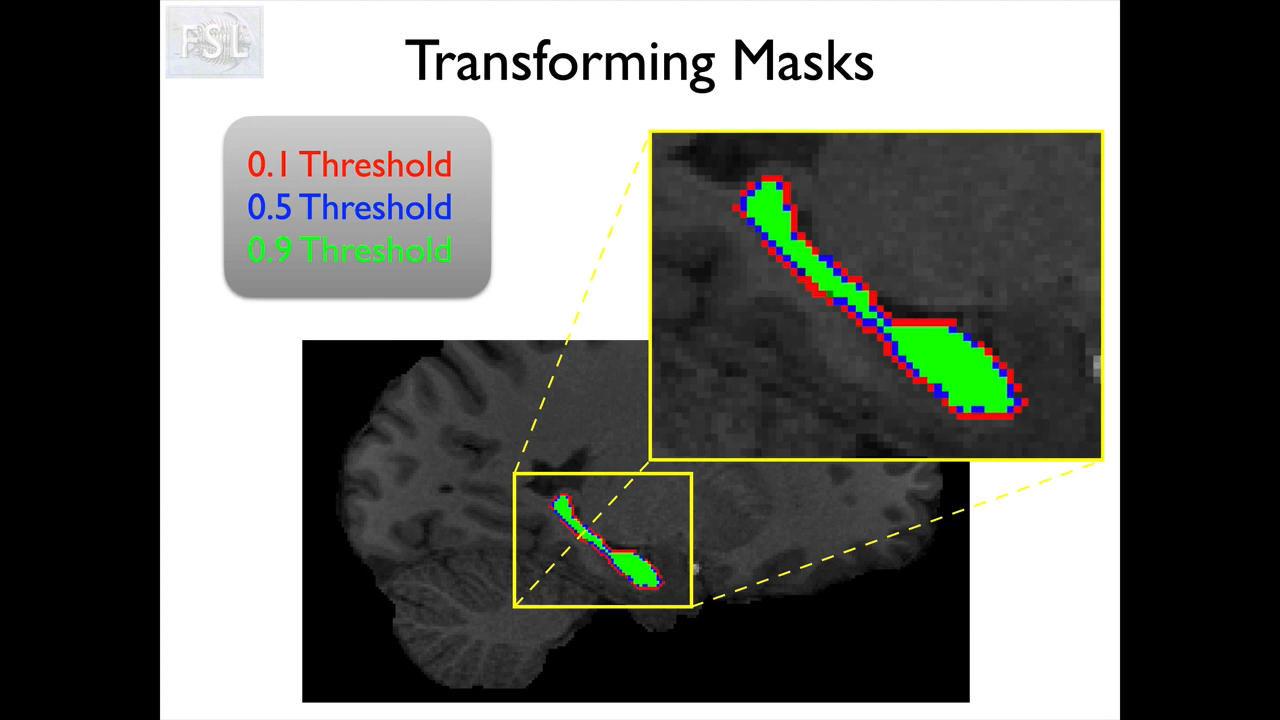 FSL
Transforming Masks
0.1 Threshold
0.5 Threshold
0.9 Threshold